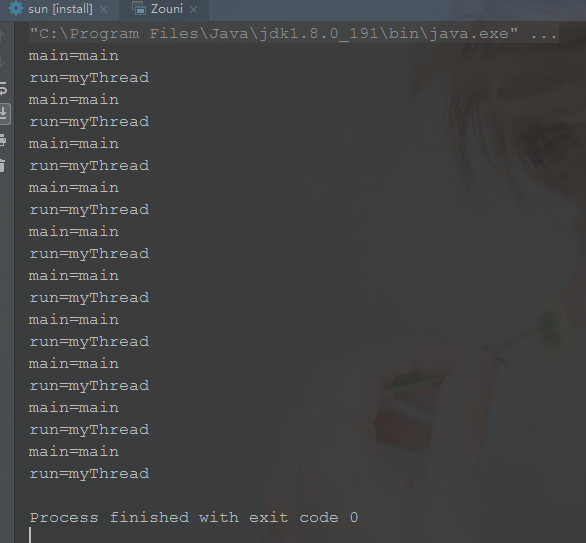 sun [install]
Zouni
"C:\Program Files\Java\jdk1.8.0_191\bin\java.exe" ...
main=main
run=myThread
main=main
run=myThread
main=main
run=myThread
main=main
run=myThread
main=main
run=myThread
main=main
run=myThread
main=main
run=myThread
main=main
run=myThread
main=main
run=myThread
main=main
run=myThread
Process finished with exit code 0